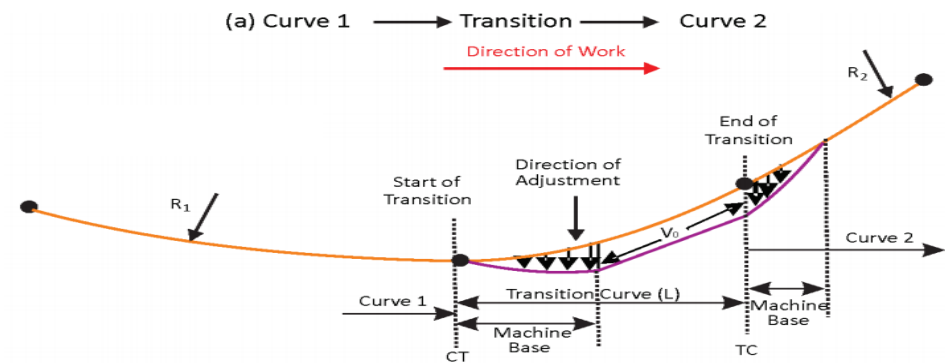 (a) Curve 1 Transition Curve 2
Direction of Work
R2
End of
Transition
Direction of
Adjustment
Start of
Transition
R1
V0
Curve 2
Curve 1
Transition Curve (L)
Machine
Base
Machine
Base
CT
TC